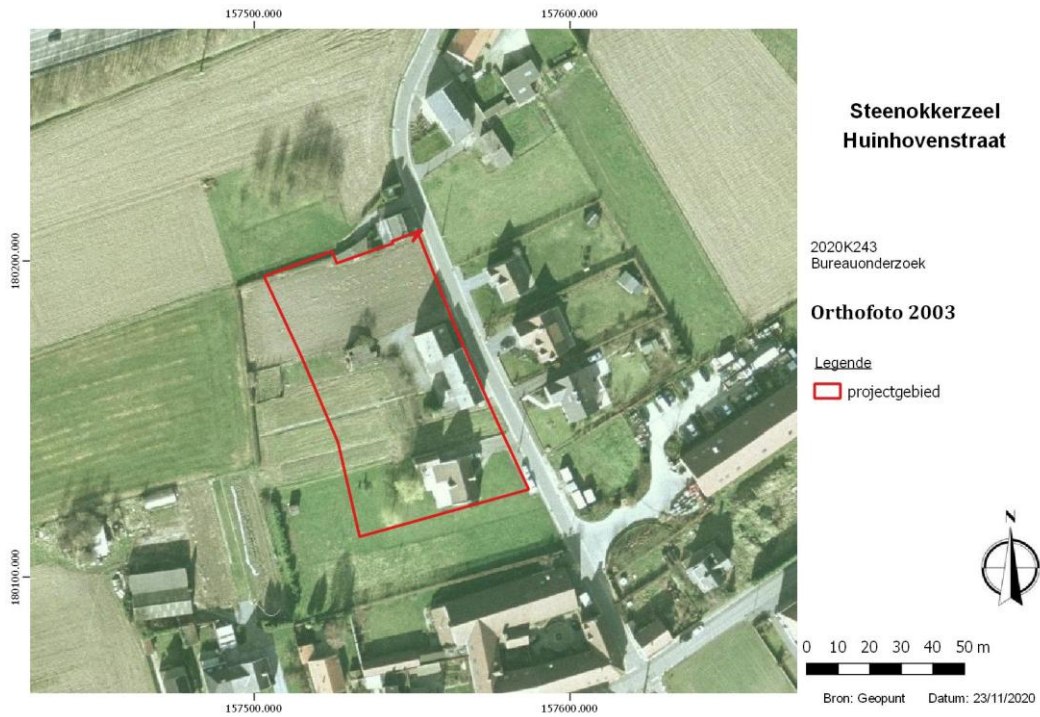 157500.000
157600.000
180200.000
180100.000
157500.000
157600.000
Steenokkerzeel
Huinhovenstraat
2020K243
Bureauonderzoek
Orthofoto 2003
Legende
projectgebied
N
0 10 20 30 40 50 m
Bron: Geopunt Datum: 23/11/2020